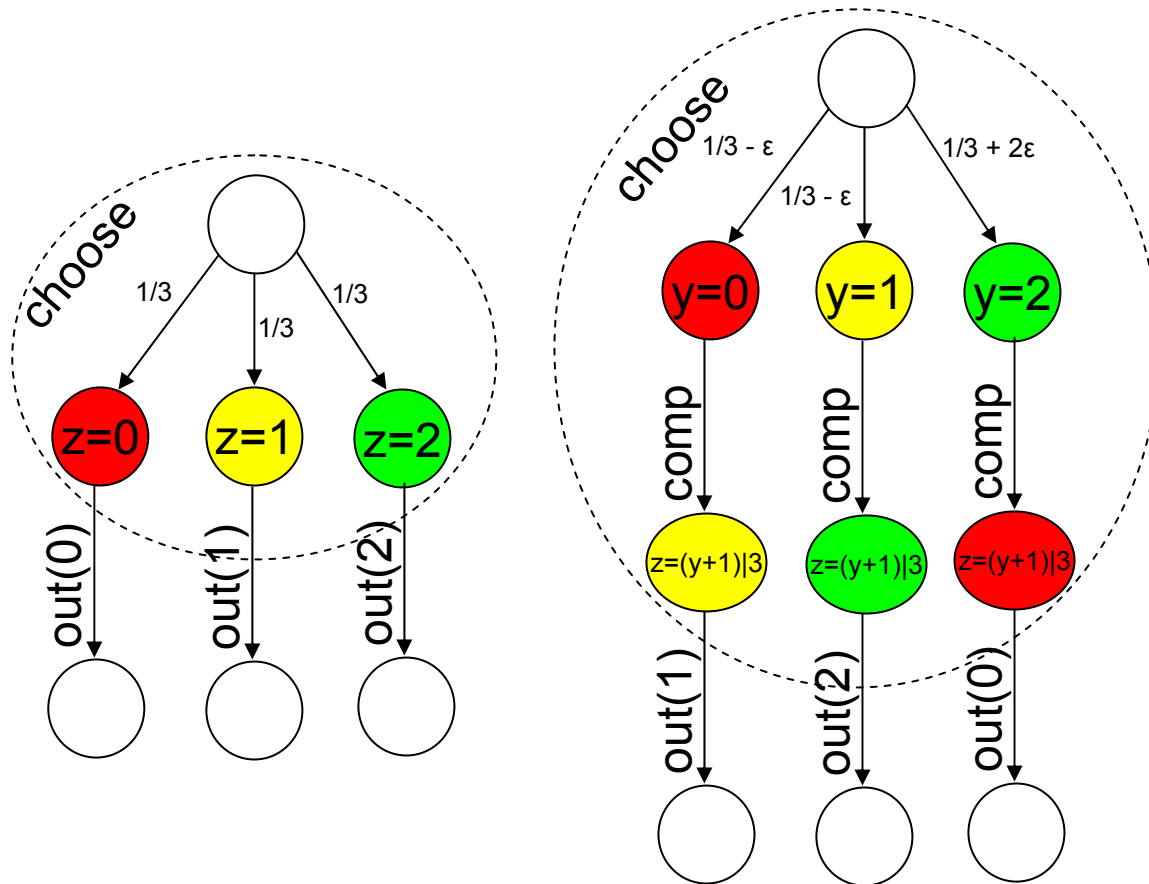 choose
1/3
1/3
1/3
z=0
z=1
z=2
out(0)
out(1)
out(2)
choose
1/3 - ε
1/3 - ε
1/3 + 2ε
y=0
y=1
y=2
comp
comp
comp
z=(y+1)|3
z=(y+1)|3
z=(y+1)|3
out(1)
out(2)
out(0)